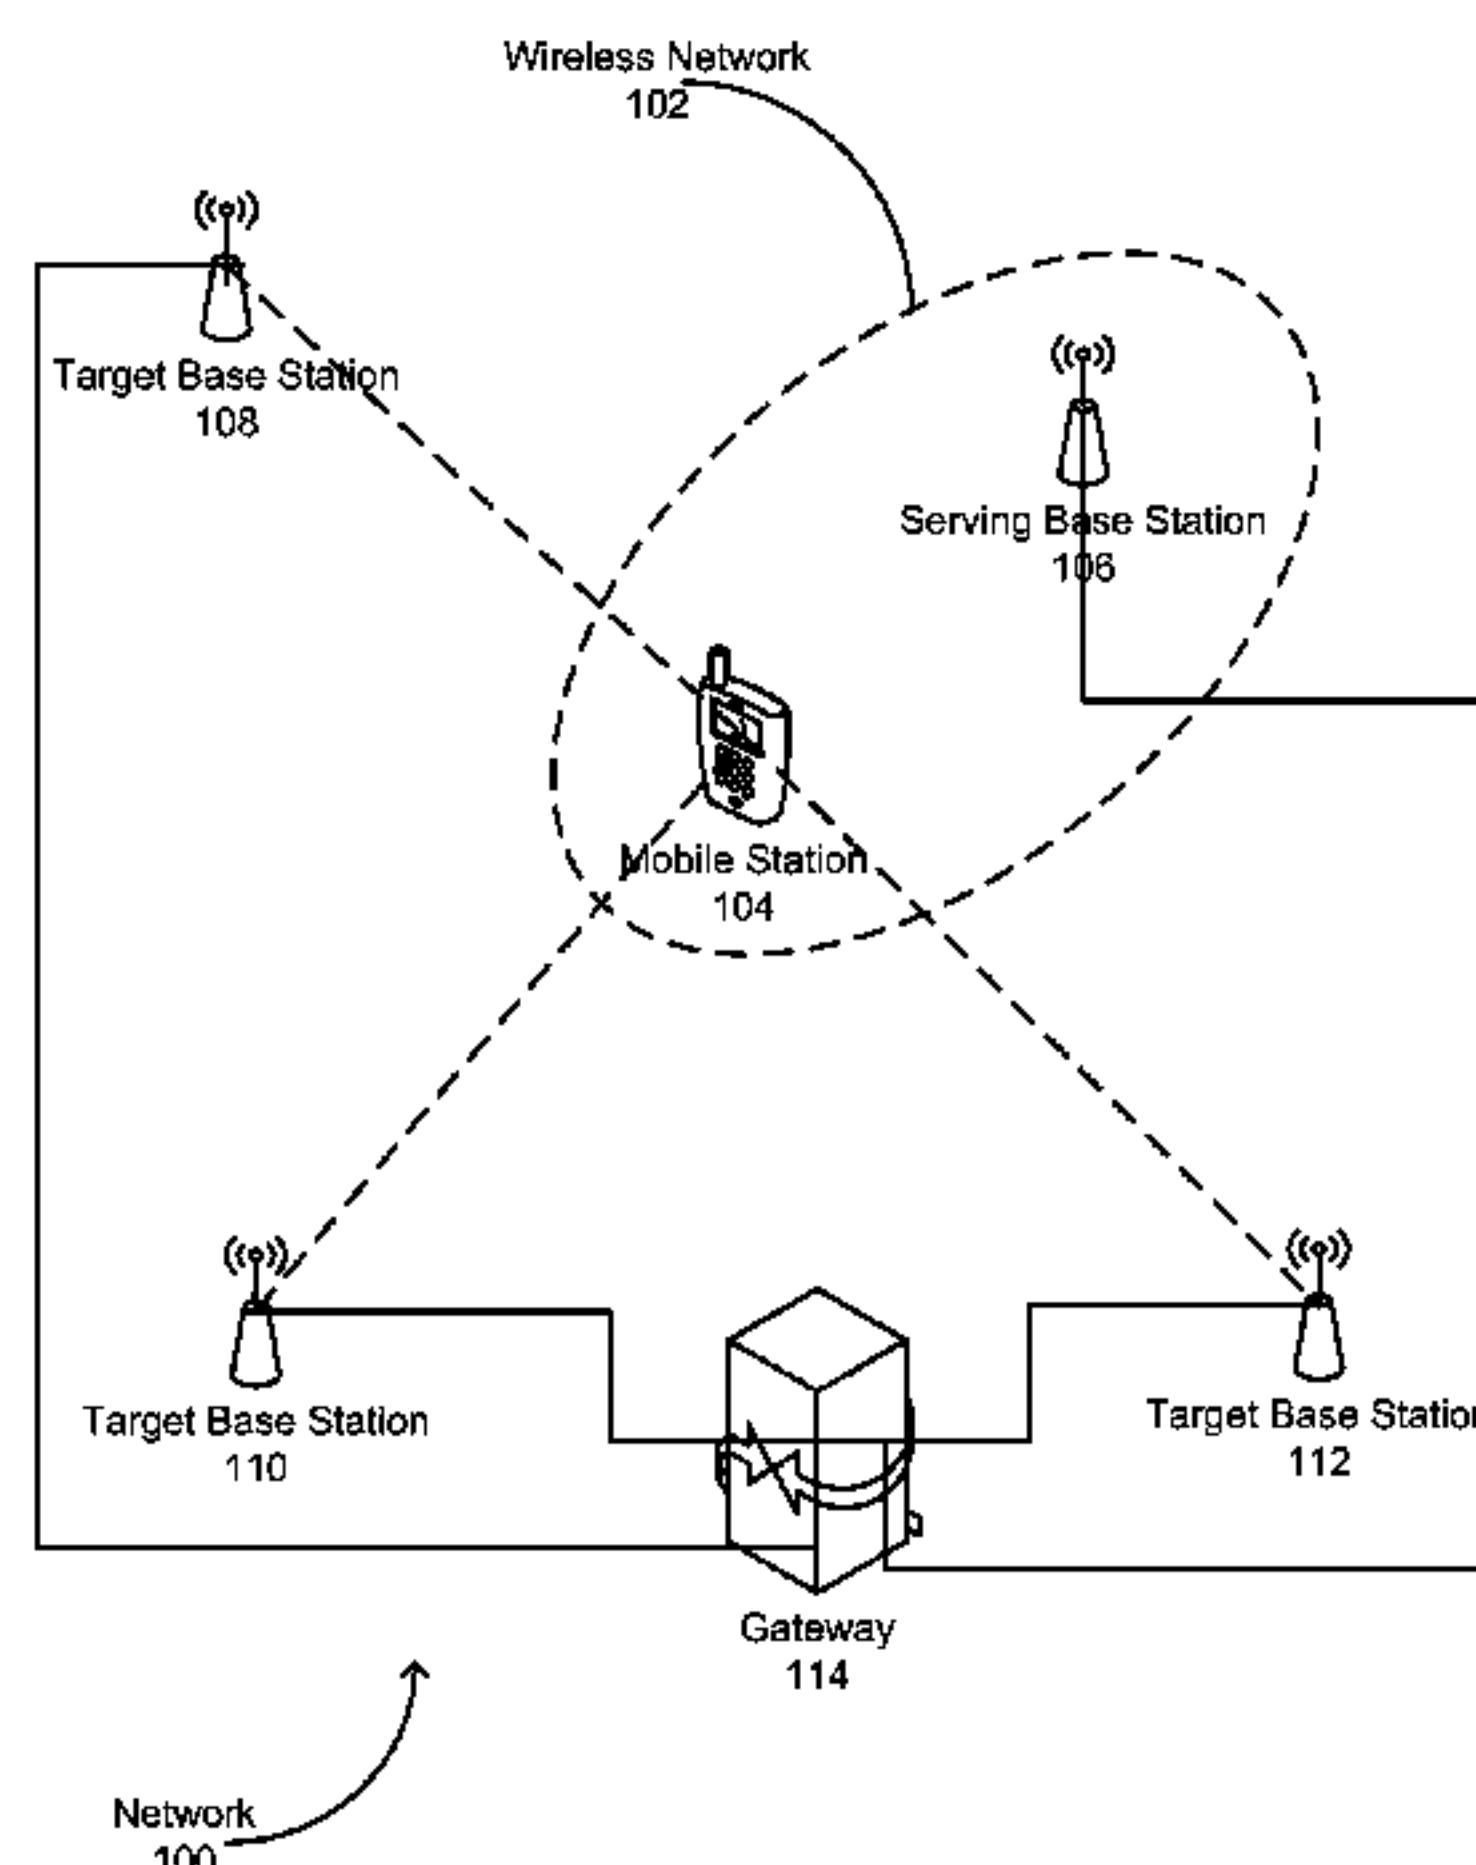 Wireless Network
102
Target Base Station
108
Serving Base Station
106
Mobile Station
104
Target Base Station
110
Target Base Station
112
Gateway
114
Network
100